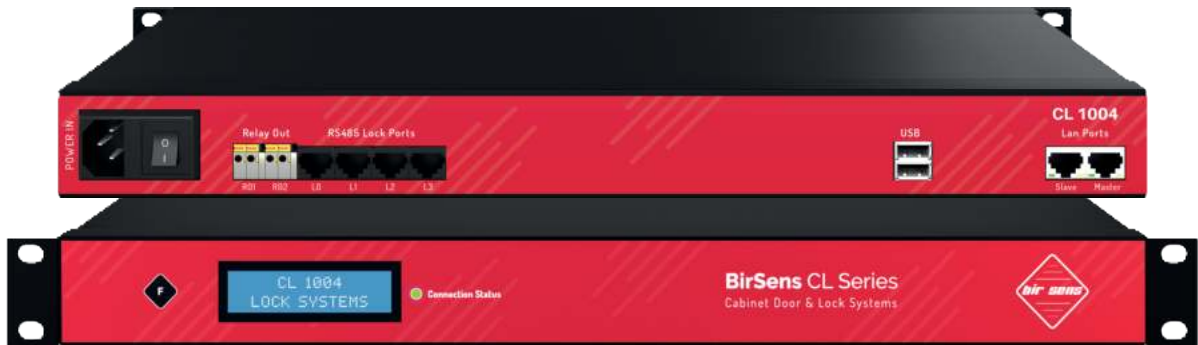 POWER IN
O
I
Relay Out
RS485 Lock Ports
RO1 RO2 L0 L1 L2 L3
USB
CL 1004
Lan Ports
Slave Master
F
CL 1004
LOCK SYSTEMS
Connection Status
BirSens CL Series
Cabinet Door & Lock Systems
bir sens